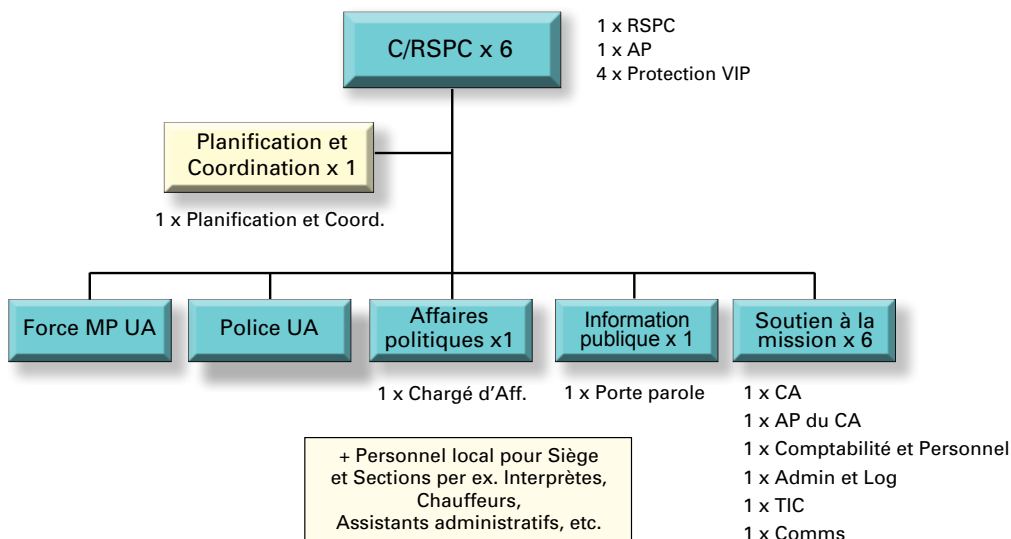 C/RSPC x 6
1 x RSPC
1 x AP
4 x Protection VIP
Planification et
Coordination x 1
1 x Planification et Coord.
Force MP UA
Police UA
Affaires
politiques x1
1 x Chargé d’Aff.
Information
publique x 1
1 x Porte parole
Soutien à la
mission x 6
1 x CA
1 x AP du CA
1 x Comptabilité et Personnel
1 x Admin et Log
1 x TIC
1 x Comms
+ Personnel local pour Siège
et Sections per ex. Interprètes,
Chauffeurs,
Assistants administratifs, etc.